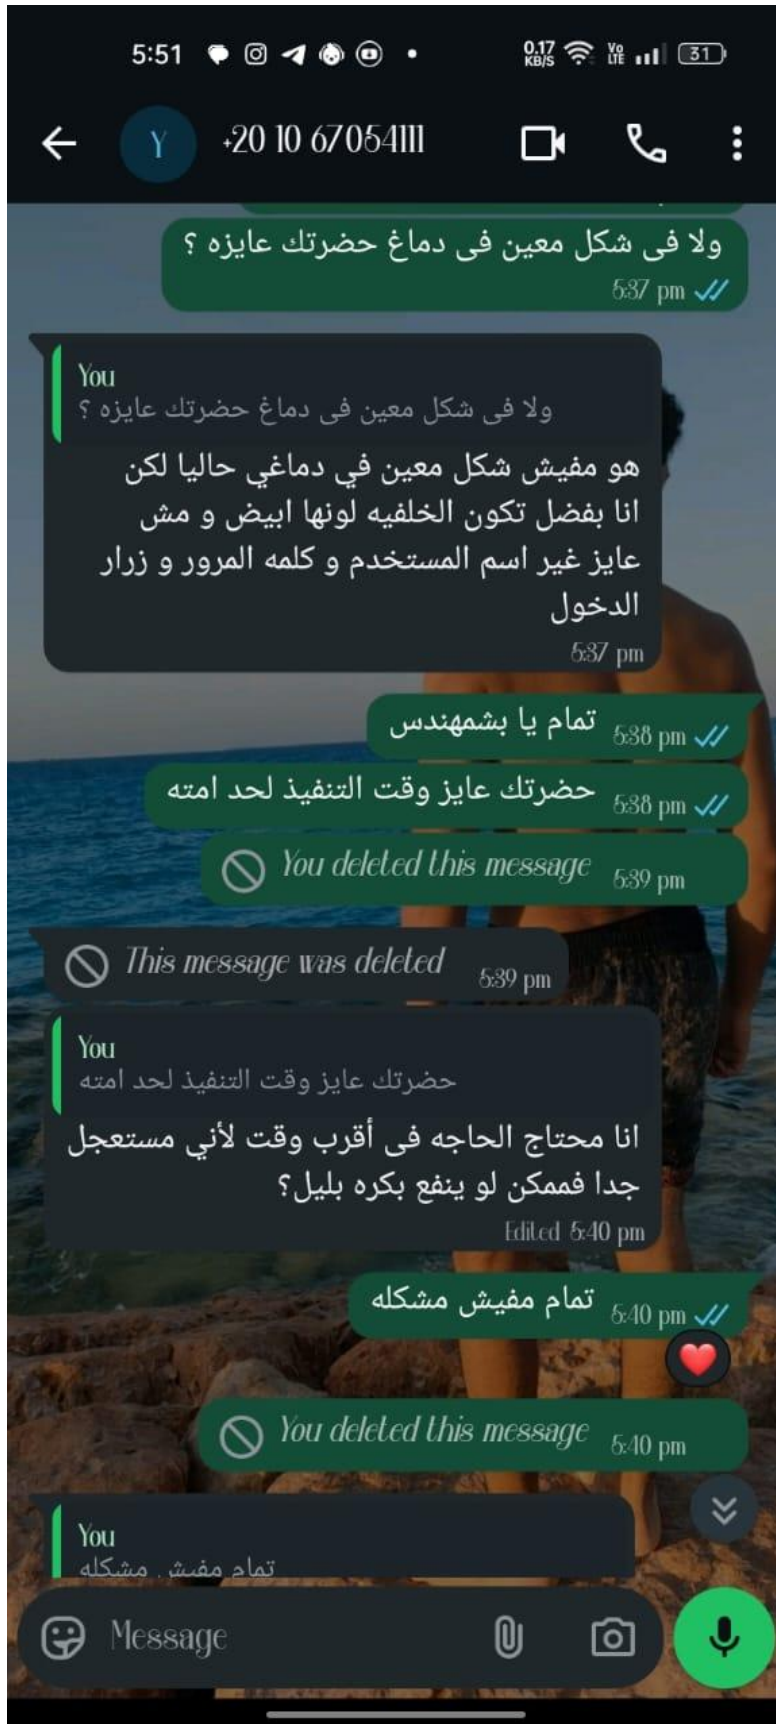 5:51
0.17 KB/S
Vo LTE
31
Y
+20 10 67054111
ولا فى شكل معين فى دماغ حضرتك عايزه ؟
5:37 pm
You
ولا فى شكل معين فى دماغ حضرتك عايزه ؟
هو مفيش شكل معين في دماغي حاليا لكن
انا بفضل تكون الخلفيه لونها ابيض و مش
عايز غير اسم المستخدم و كلمه المرور و زرار
الدخول
5:37 pm
تمام يا بشمهندس
5:38 pm
حضرتك عايز وقت التنفيذ لحد امته
5:38 pm
You deleted this message
5:39 pm
This message was deleted
5:39 pm
You
حضرتك عايز وقت التنفيذ لحد امته
انا محتاج الحاجه فى أقرب وقت لأني مستعجل
جدا فممكن لو ينفع بكره بليل؟
Edited 5:40 pm
تمام مفيش مشكله
5:40 pm
You deleted this message
5:40 pm
You
تمام مفيش مشكله
Message